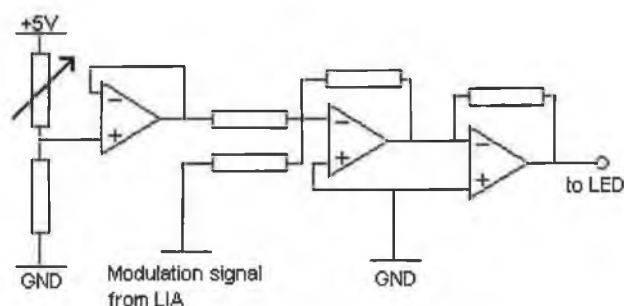 +5V
−
+
−
+
−
+
to LED
GND
Modulation signal
from LIA
GND